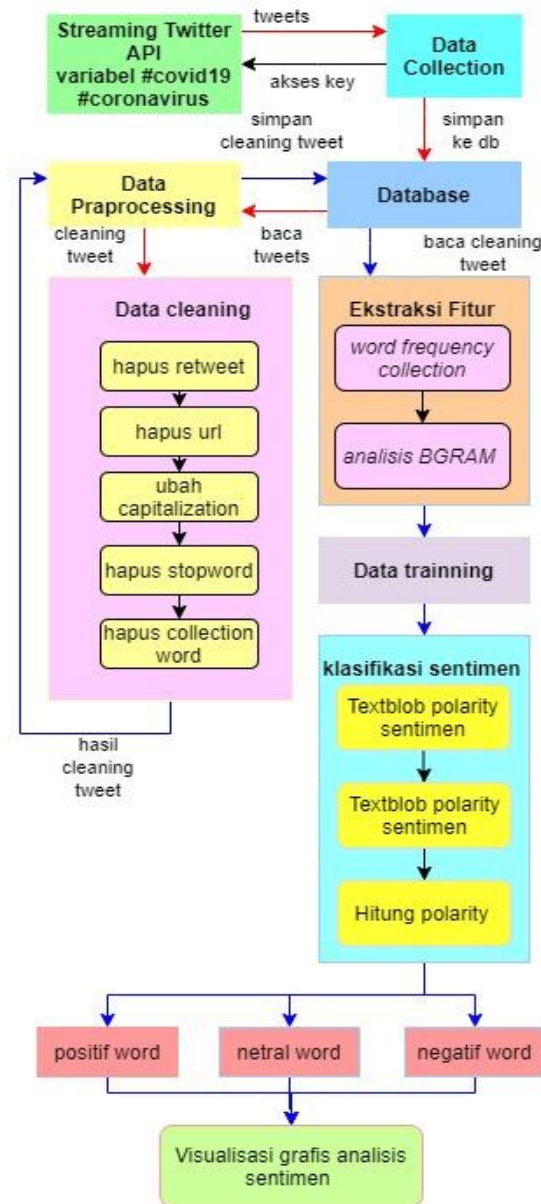 Streaming Twitter
API
variabel #covid19
#coronavirus
tweets
akses key
Data
Collection
simpan
cleaning tweet
simpan
ke db
Data
Praprocessing
Database
cleaning
tweet
baca
tweets
baca cleaning
tweet
Data cleaning
hapus retweet
hapus url
ubah
capitalization
hapus stopword
hapus collection
word
hasil
cleaning
tweet
Ekstraksi Fitur
word frequency
collection
analisis BGRAM
Data trainning
klasifikasi sentimen
Textblob polarity
sentimen
Textblob polarity
sentimen
Hitung polarity
positif word
netral word
negatif word
Visualisasi grafis analisis
sentimen